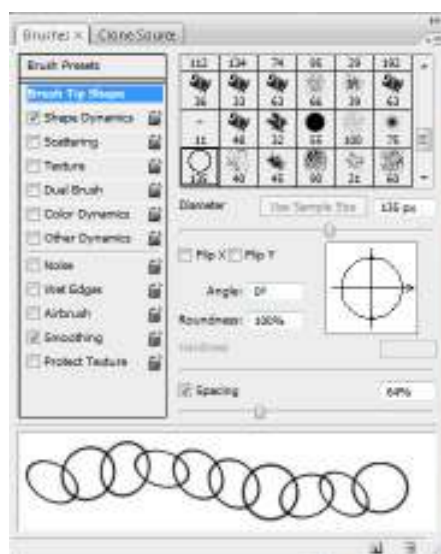 Brushes × Clone Source
Brush Presets
Brush Tip Shape
Shape Dynamics
Scattering
Texture
Dual Brush
Color Dynamics
Other Dynamics
Noise
Wet Edges
Airbrush
Smoothing
Protect Texture
112 134 74 95 29 192
36 33 63 66 39 63
11 48 32 55 100 75
135 40 45 90 21 60
Diameter Use Sample Size 135 px
Flip X Flip Y
Angle: 0°
Roundness: 100%
Hardness
Spacing 64%